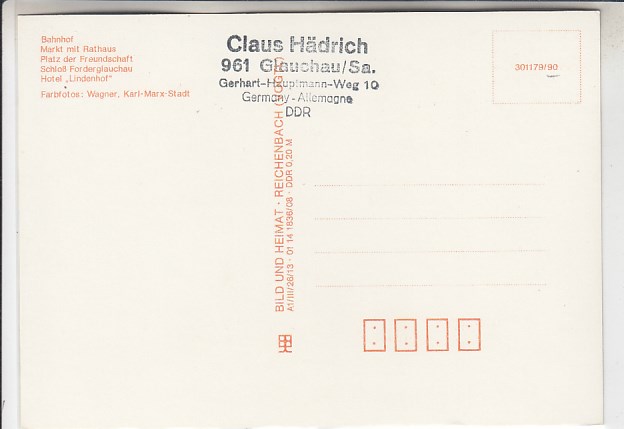 Bahnhof
Markt mit Rathaus
Platz der Freundschaft
Schloß Forderglauchau
Hotel „Lindenhof"
Farbfotos: Wagner, Karl-Marx-Stadt
Claus Hädrich
961 Glauchau/Sa.
Gerhart-Hauptmann-Weg 10
Germany - Allemagne
DDR
301179/90
BILD UND HEIMAT · REICHENBACH
A1/III/26/13 · 01 14 1836/08 · DDR 0,20 M